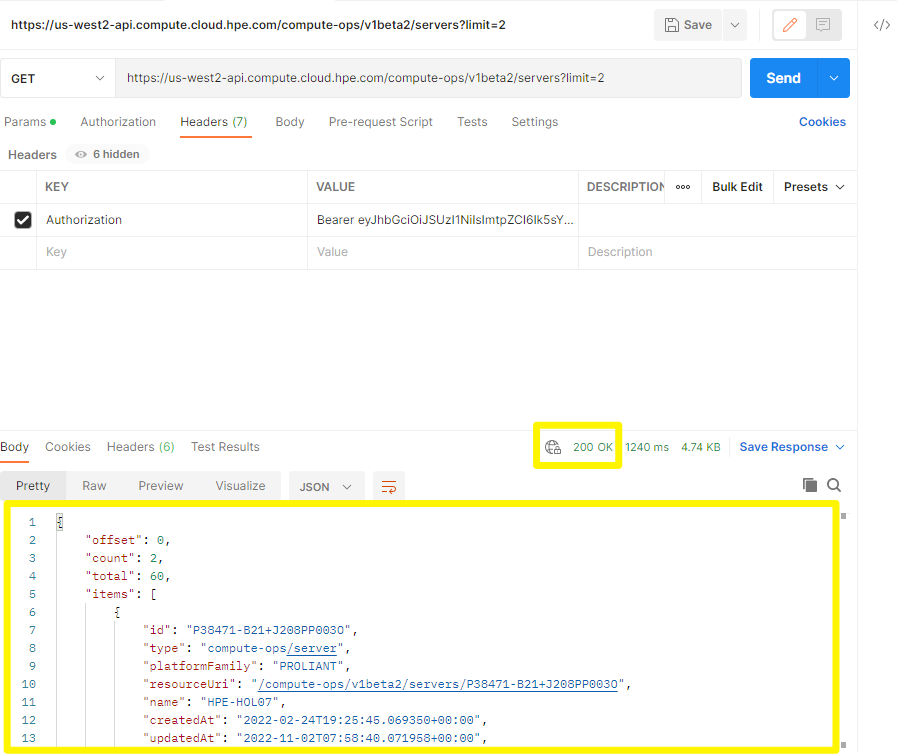 https://us-west2-api.compute.cloud.hpe.com/compute-ops/v1beta2/servers?limit=2 Save </>
GET https://us-west2-api.compute.cloud.hpe.com/compute-ops/v1beta2/servers?limit=2 Send
Params Authorization Headers (7) Body Pre-request Script Tests Settings Cookies
Headers 6 hidden
KEY VALUE DESCRIPTION ooo Bulk Edit Presets
Authorization Bearer eyJhbGciOiJSUzI1NiIsImtpZCI6Ik5sY...
Key Value Description
Body Cookies Headers (6) Test Results 200 OK 1240 ms 4.74 KB Save Response
Pretty Raw Preview Visualize JSON
1 {
2 "offset": 0,
3 "count": 2,
4 "total": 60,
5 "items": [
6 {
7 "id": "P38471-B21+J208PP003O",
8 "type": "compute-ops/server",
9 "platformFamily": "PROLIANT",
10 "resourceUri": "/compute-ops/v1beta2/servers/P38471-B21+J208PP003O",
11 "name": "HPE-HOL07",
12 "createdAt": "2022-02-24T19:25:45.069350+00:00",
13 "updatedAt": "2022-11-02T07:58:40.071958+00:00",